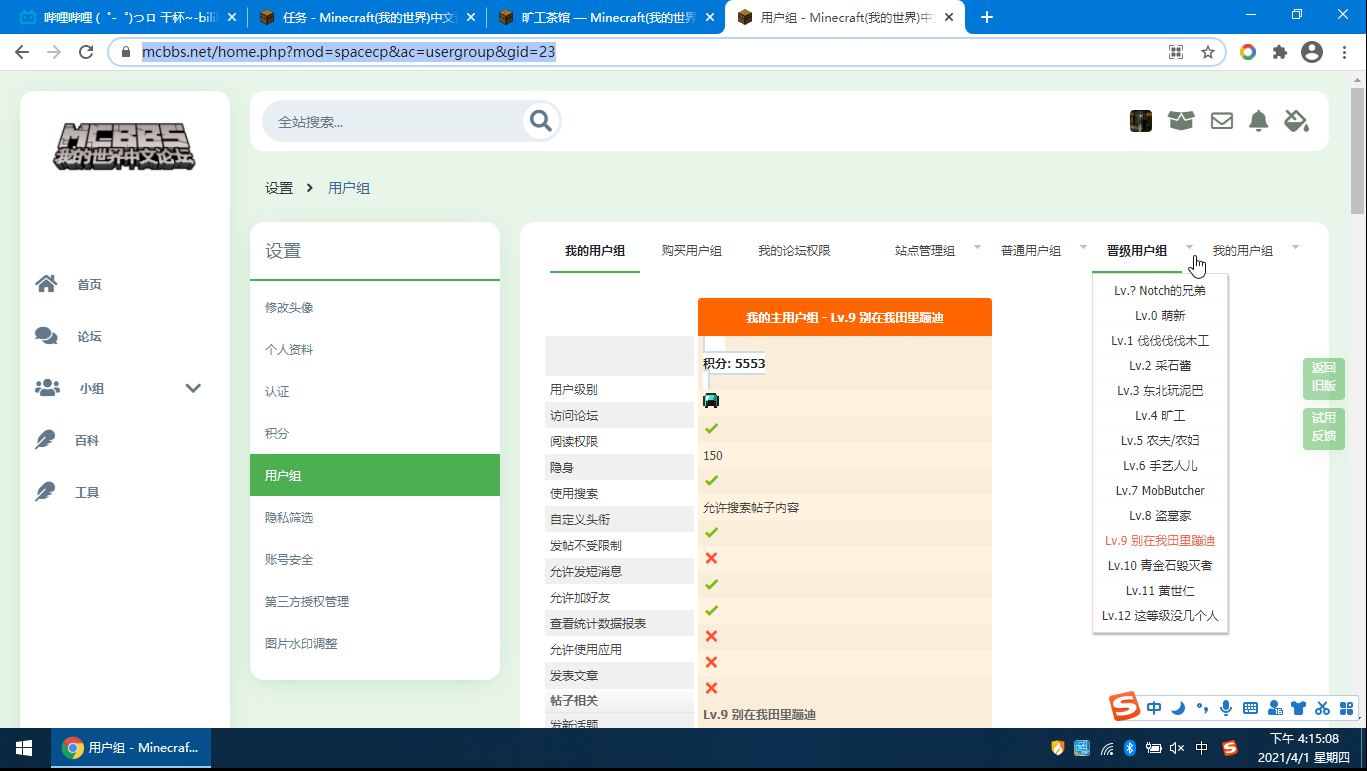 哔哩哔哩 (゜-゜)つロ 干杯~-bili
任务 - Minecraft(我的世界)中文
旷工茶馆 — Minecraft(我的世界
用户组 - Minecraft(我的世界)中
mcbbs.net/home.php?mod=spacecp&ac=usergroup&gid=23
MCBBS
我的世界中文论坛
全站搜索...
首页
论坛
小组
百科
工具
设置 > 用户组
设置
修改头像
个人资料
认证
积分
用户组
隐私筛选
账号安全
第三方授权管理
图片水印调整
我的用户组 购买用户组 我的论坛权限 站点管理组 普通用户组 晋级用户组 我的用户组
我的主用户组 - Lv.9 别在我田里蹦迪
积分: 5553
用户级别
访问论坛
阅读权限
150
隐身
使用搜索
允许搜索帖子内容
自定义头衔
发帖不受限制
允许发短消息
允许加好友
查看统计数据报表
允许使用应用
发表文章
帖子相关
Lv.9 别在我田里蹦迪
发新话题
Lv.? Notch的兄弟
Lv.0 萌新
Lv.1 伐伐伐伐木工
Lv.2 采石酱
Lv.3 东北玩泥巴
Lv.4 旷工
Lv.5 农夫/农妇
Lv.6 手艺人儿
Lv.7 MobButcher
Lv.8 盗墓家
Lv.9 别在我田里蹦迪
Lv.10 青金石毁灭者
Lv.11 黄世仁
Lv.12 这等级没几个人
返回
旧版
试用
反馈
S 中
用户组 - Minecraf...
中 S
下午 4:15:08
2021/4/1 星期四